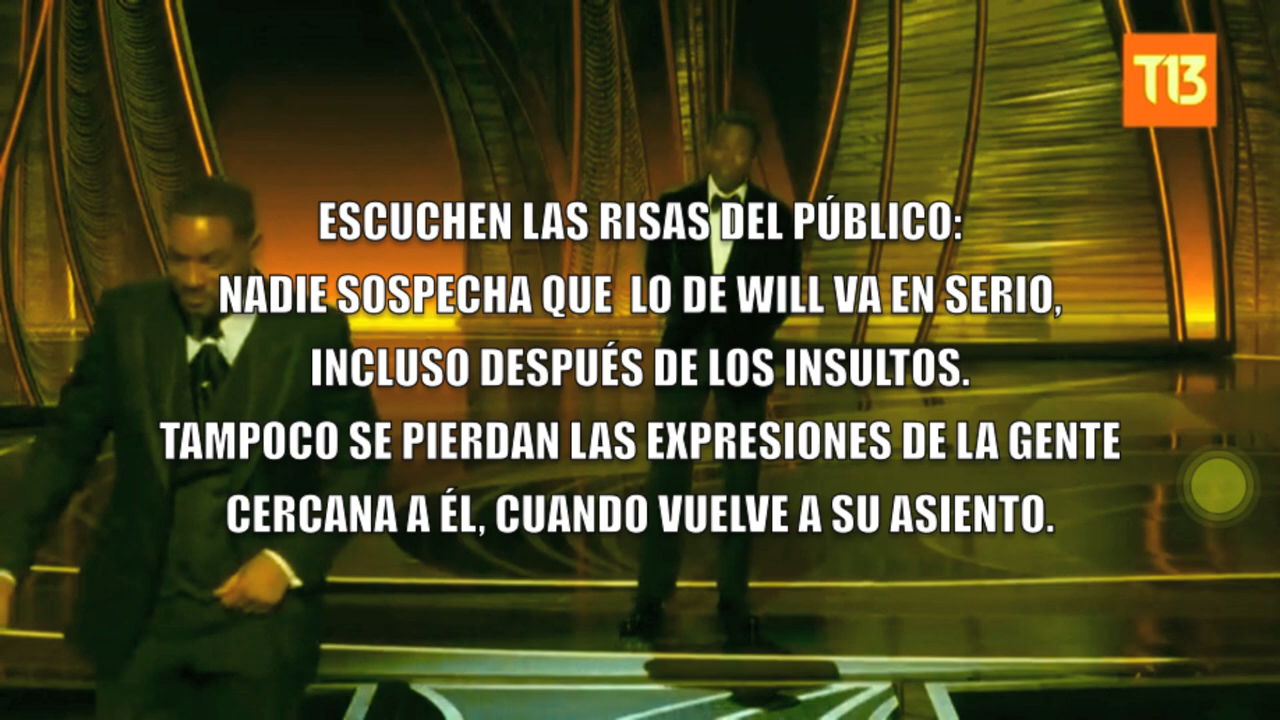 T13
ESCUCHEN LAS RISAS DEL PÚBLICO:
NADIE SOSPECHA QUE LO DE WILL VA EN SERIO,
INCLUSO DESPUÉS DE LOS INSULTOS.
TAMPOCO SE PIERDAN LAS EXPRESIONES DE LA GENTE
CERCANA A ÉL, CUANDO VUELVE A SU ASIENTO.